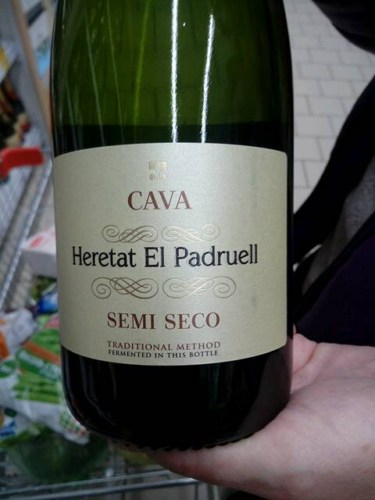 CAVA
Heretat El Padruell
SEMI SECO
TRADITIONAL METHOD
FERMENTED IN THIS BOTTLE